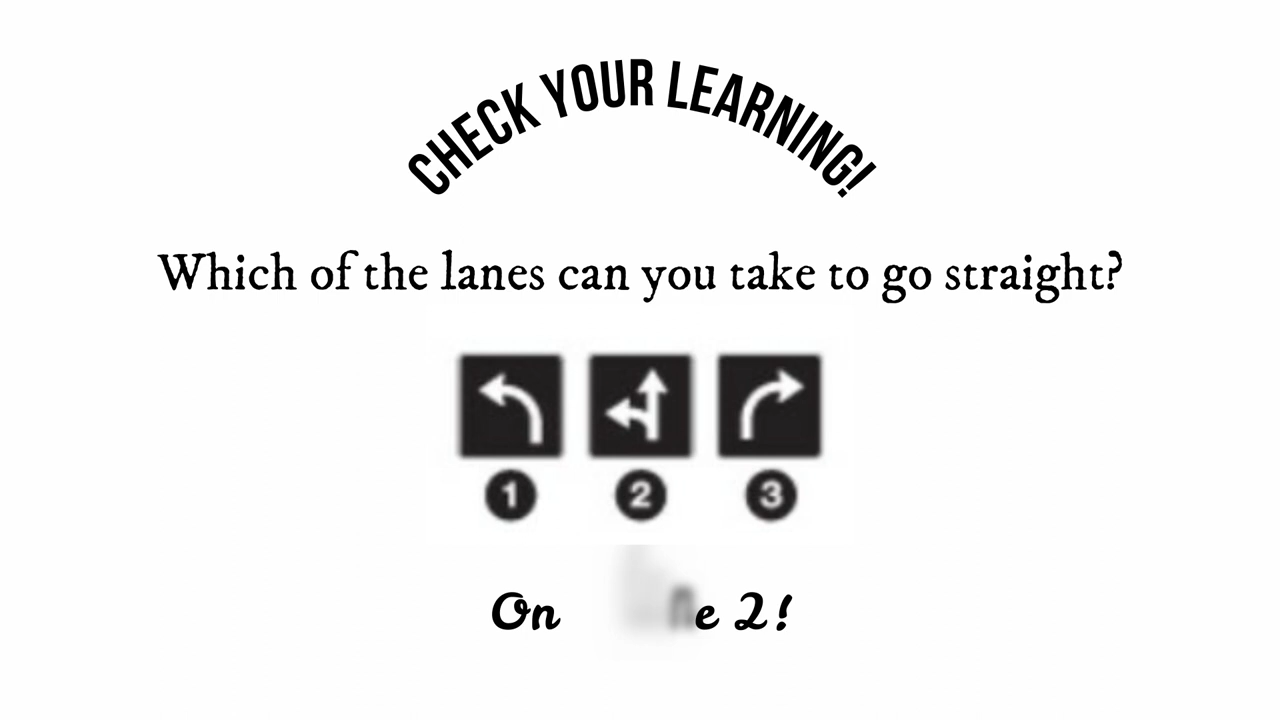 CHECK YOUR LEARNING!
Which of the lanes can you take to go straight?
1 2 3
On 2!